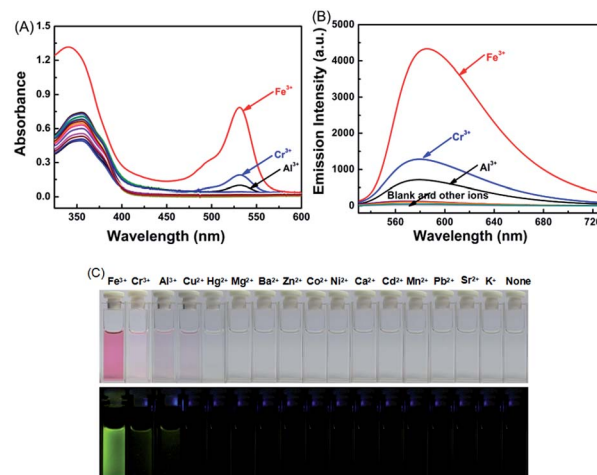 (A)
Absorbance
1.5
1.2
0.9
0.6
0.3
0.0
Fe³⁺
Cr³⁺
Al³⁺
350 400 450 500 550 600
Wavelength (nm)
(B)
Emission Intensity (a.u.)
5000
4000
3000
2000
1000
0
Fe³⁺
Cr³⁺
Al³⁺
Blank and other ions
560 600 640 680 720
Wavelength (nm)
(C)
Fe³⁺ Cr³⁺ Al³⁺ Cu²⁺ Hg²⁺ Mg²⁺ Ba²⁺ Zn²⁺ Co²⁺ Ni²⁺ Ca²⁺ Cd²⁺ Mn²⁺ Pb²⁺ Sr²⁺ K⁺ None